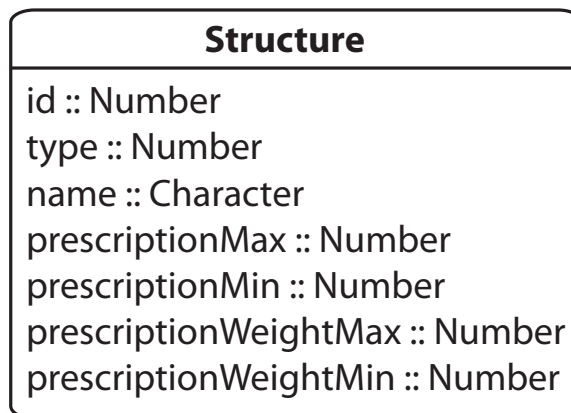 Structure
id :: Number
type :: Number
name :: Character
prescriptionMax :: Number
prescriptionMin :: Number
prescriptionWeightMax :: Number
prescriptionWeightMin :: Number